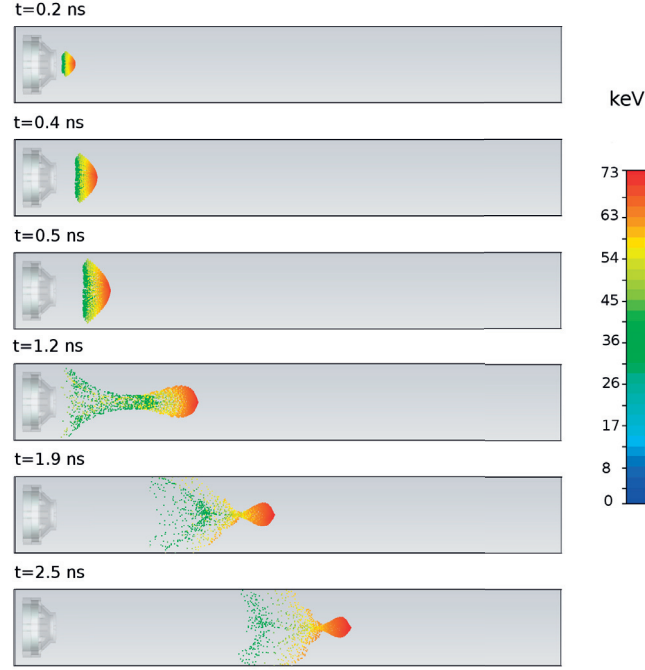 t=0.2 ns
keV
t=0.4 ns
73
63
t=0.5 ns
54
45
36
t=1.2 ns
26
17
t=1.9 ns
8
0
t=2.5 ns